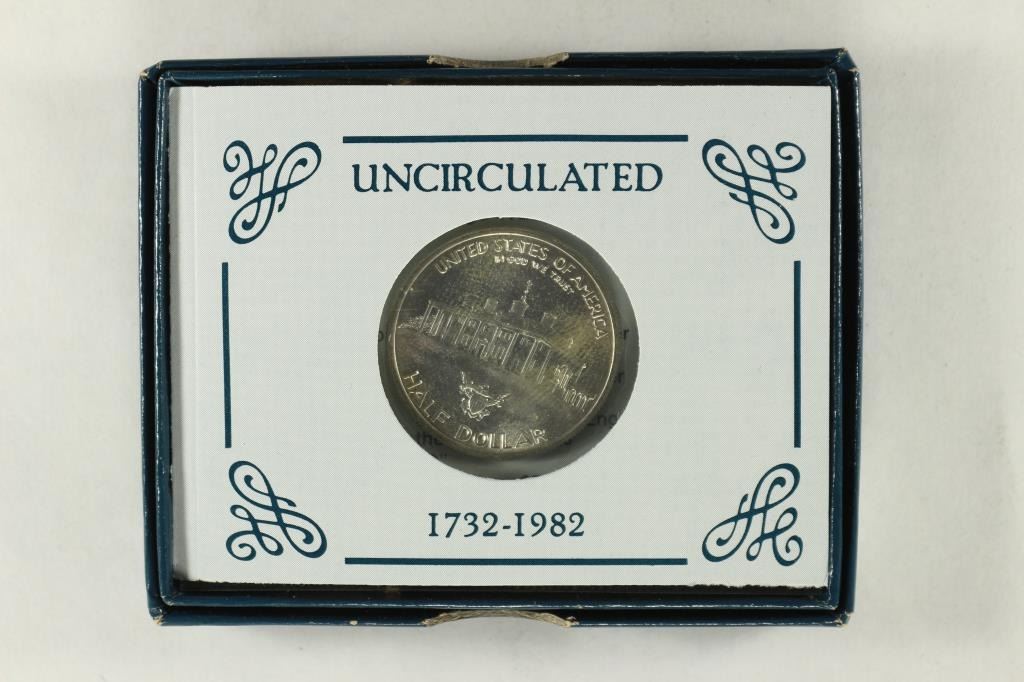 UNCIRCULATED
UNITED STATES OF AMERICA
IN GOD WE TRUST
HALF DOLLAR
1732-1982